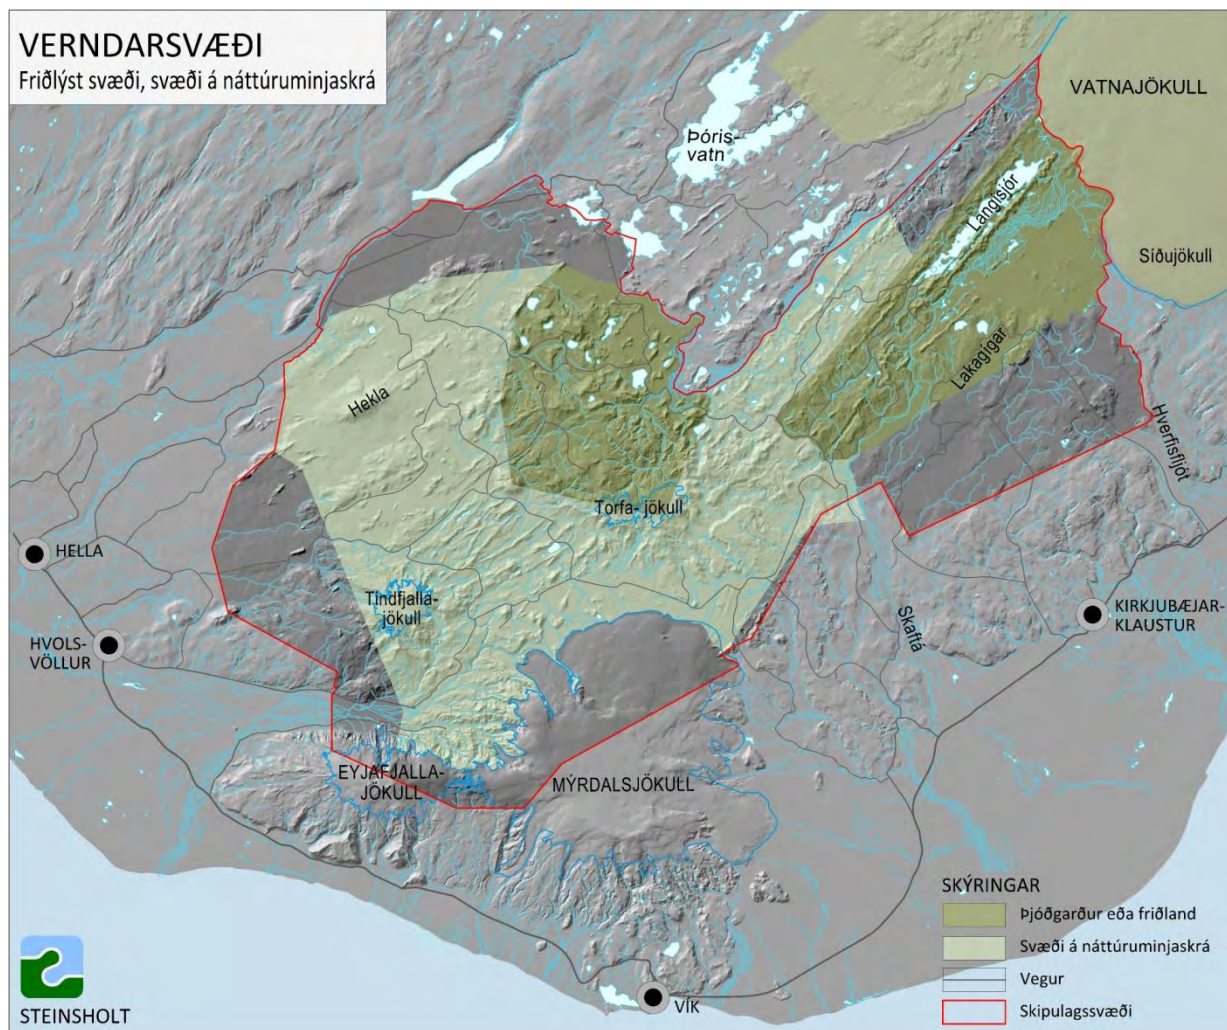 VERNDARSVÆÐI
Friðlýst svæði, svæði á náttúruminjaskrá
VATNAJÖKULL
Þóris-
vatn
Langisjór
Síðujökull
Lakagígar
Hekla
Hverfisfljót
Torfa- jökull
HELLA
Tindfjalla-
jökull
KIRKJUBÆJAR-
KLAUSTUR
Skaftá
HVOLS-
VÖLLUR
EYJAFJALLA-
JÖKULL
MÝRDALSJÖKULL
VÍK
SKÝRINGAR
Þjóðgarður eða friðland
Svæði á náttúruminjaskrá
Vegur
Skipulagssvæði
STEINSHOLT